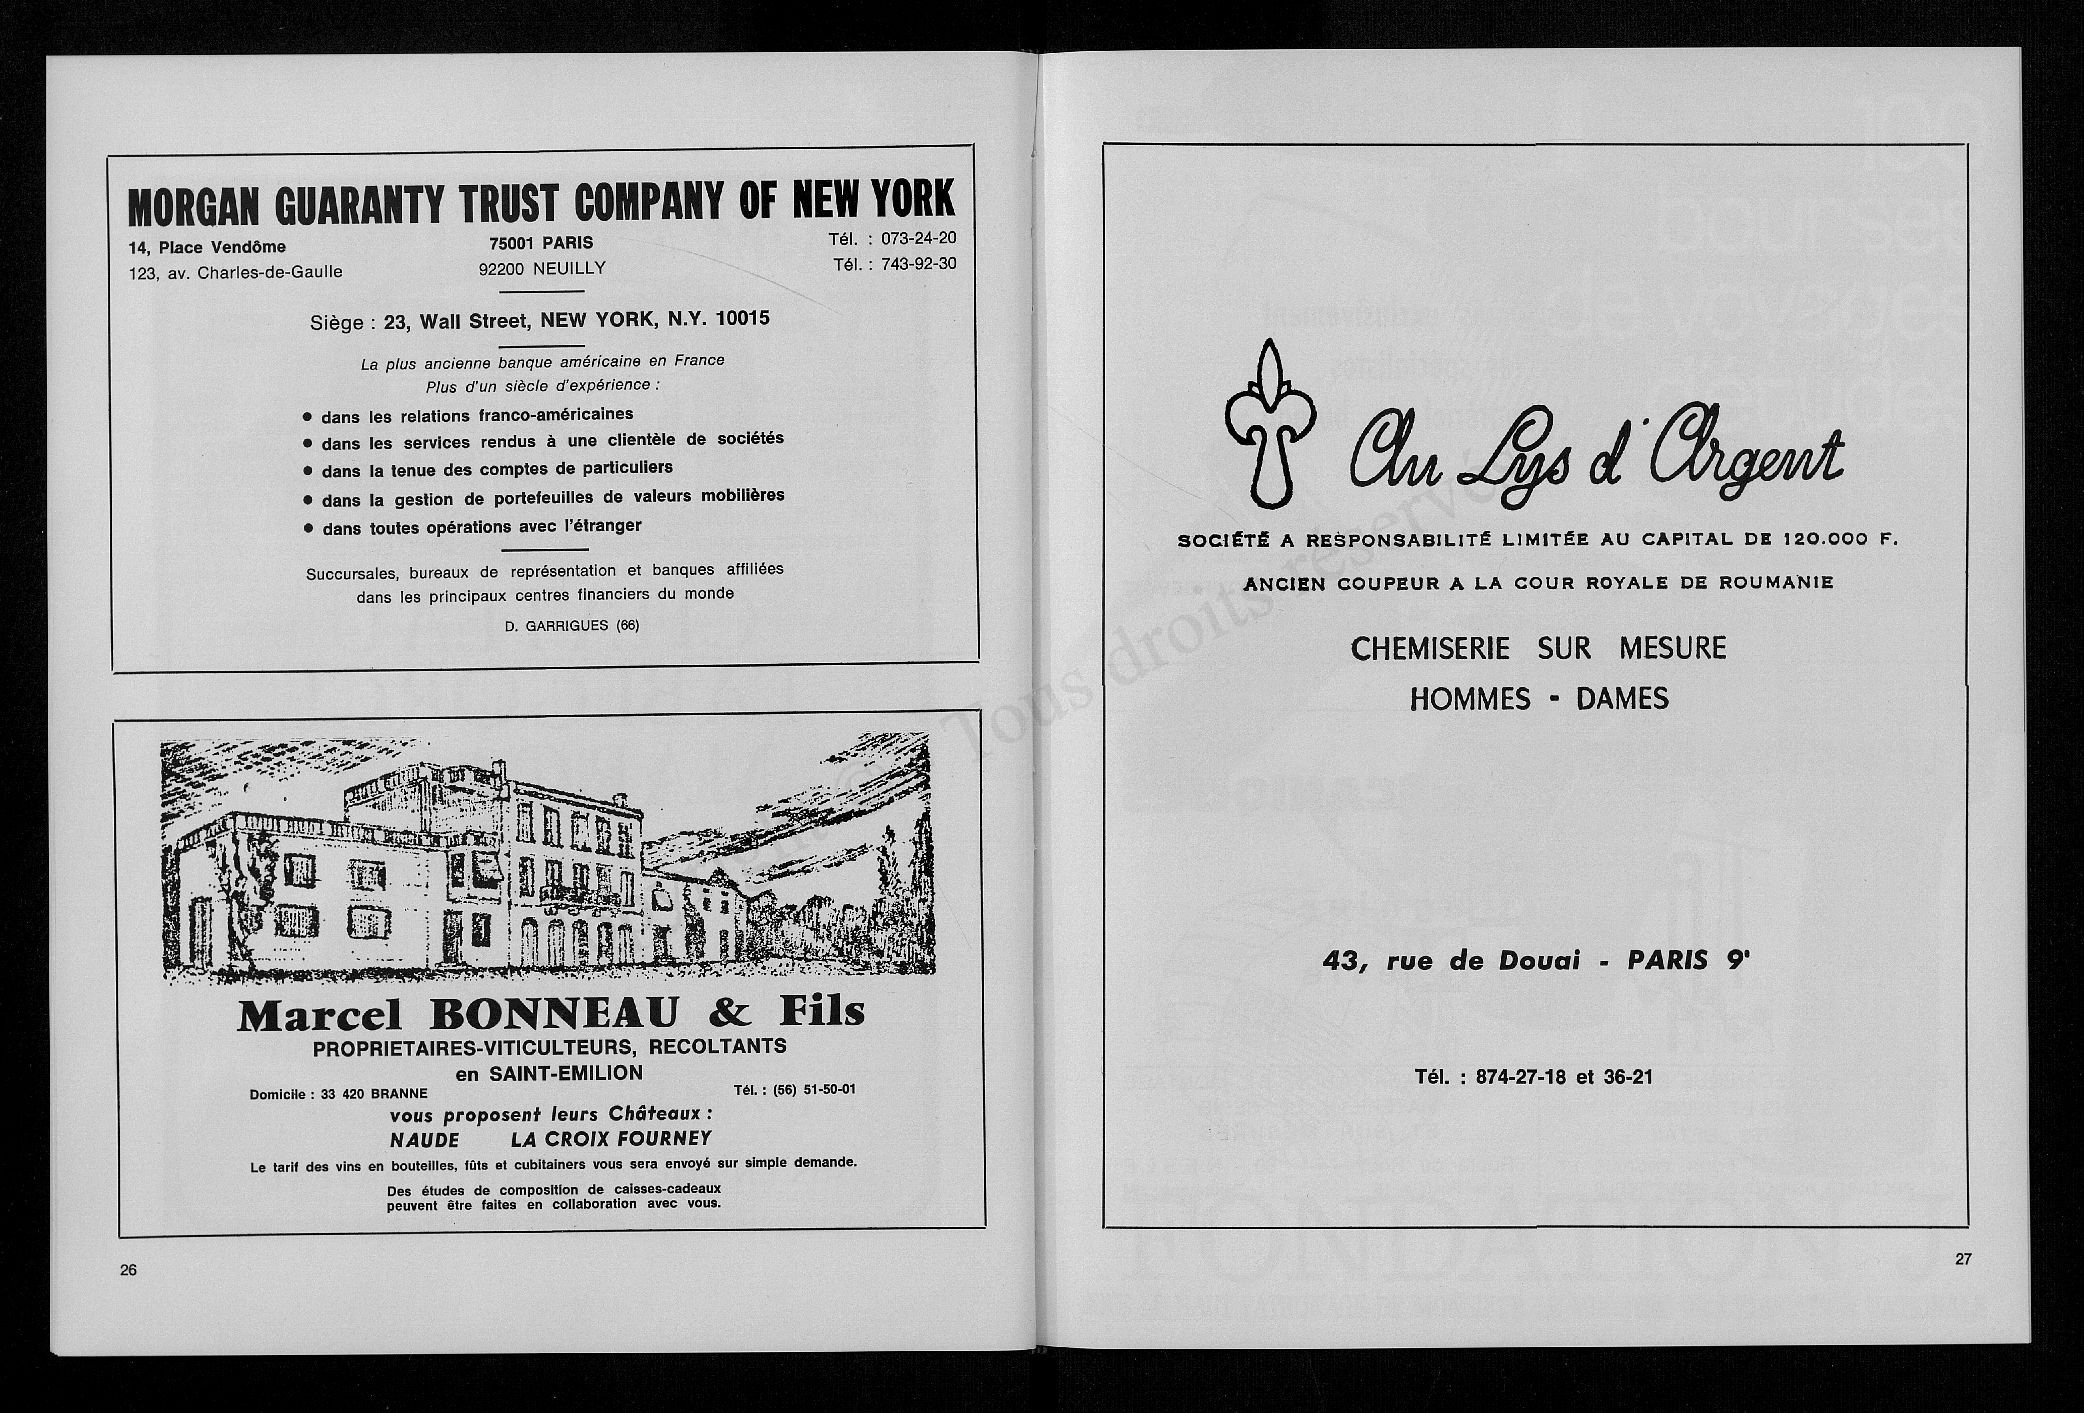 MORGAN GUARANTY TRUST COMPANY OF NEW YORK
14, Place Vendôme 75001 PARIS Tél. : 073-24-20
123, av. Charles-de-Gaulle 92200 NEUILLY Tél. : 743-92-30
Siège : 23, Wall Street, NEW YORK, N.Y. 10015
La plus ancienne banque américaine en France
Plus d'un siècle d'expérience :
● dans les relations franco-américaines
● dans les services rendus à une clientèle de sociétés
● dans la tenue des comptes de particuliers
● dans la gestion de portefeuilles de valeurs mobilières
● dans toutes opérations avec l'étranger
Succursales, bureaux de représentation et banques affiliées
dans les principaux centres financiers du monde
D. GARRIGUES (66)
Marcel BONNEAU & Fils
PROPRIETAIRES-VITICULTEURS, RECOLTANTS
en SAINT-EMILION
Domicile : 33 420 BRANNE Tél. : (56) 51-50-01
vous proposent leurs Châteaux :
NAUDE LA CROIX FOURNEY
Le tarif des vins en bouteilles, fûts et cubitainers vous sera envoyé sur simple demande.
Des études de composition de caisses-cadeaux
peuvent être faites en collaboration avec vous.
26
Au Lys d'Argent
SOCIÉTÉ A RESPONSABILITÉ LIMITÉE AU CAPITAL DE 120.000 F.
ANCIEN COUPEUR A LA COUR ROYALE DE ROUMANIE
CHEMISERIE SUR MESURE
HOMMES - DAMES
43, rue de Douai - PARIS 9e
Tél. : 874-27-18 et 36-21
27
© Tous droits réservés